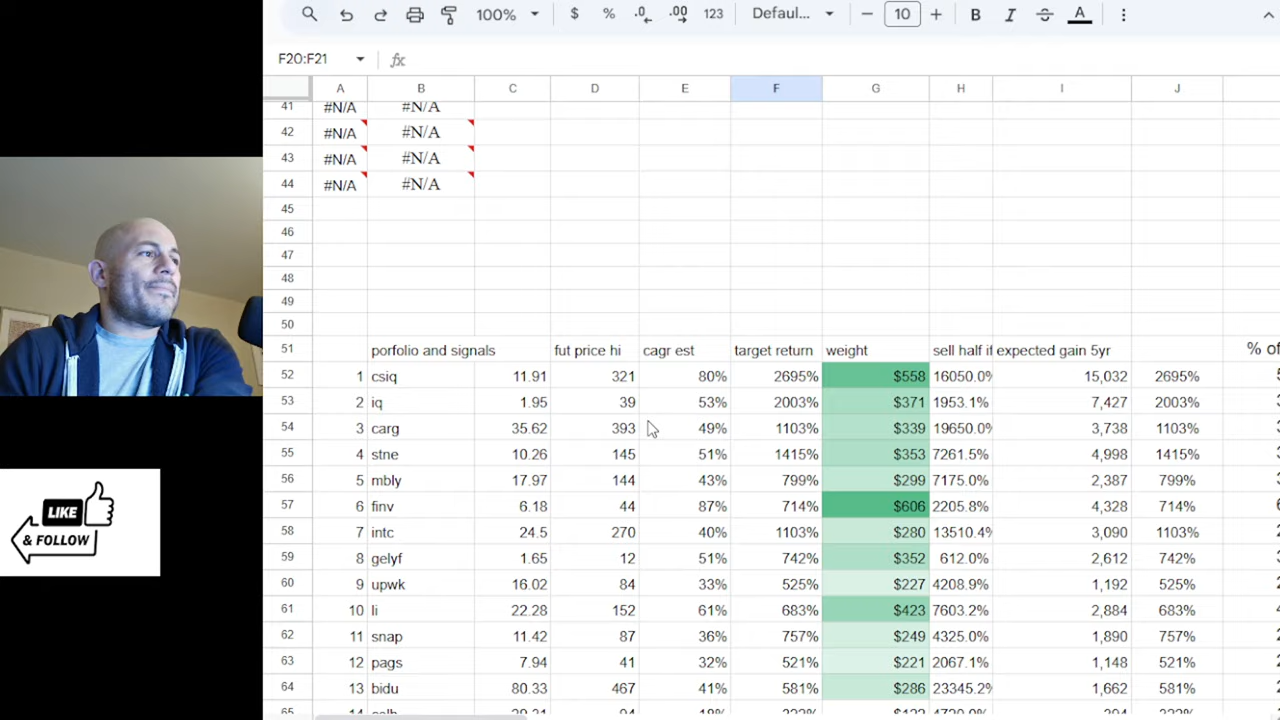 100% $ % .0 .00 123 Defaul... 10 B I A
F20:F21 fx
A B C D E F G H I J
41 #N/A #N/A
42 #N/A #N/A
43 #N/A #N/A
44 #N/A #N/A
45
46
47
48
49
50
51 porfolio and signals fut price hi cagr est target return weight sell half if expected gain 5yr % of
52 1 csiq 11.91 321 80% 2695% $558 16050.0% 15,032 2695%
53 2 iq 1.95 39 53% 2003% $371 1953.1% 7,427 2003%
54 3 carg 35.62 393 49% 1103% $339 19650.0% 3,738 1103%
55 4 stne 10.26 145 51% 1415% $353 7261.5% 4,998 1415%
56 5 mbly 17.97 144 43% 799% $299 7175.0% 2,387 799%
57 6 finv 6.18 44 87% 714% $606 2205.8% 4,328 714%
58 7 intc 24.5 270 40% 1103% $280 13510.4% 3,090 1103%
59 8 gelyf 1.65 12 51% 742% $352 612.0% 2,612 742%
60 9 upwk 16.02 84 33% 525% $227 4208.9% 1,192 525%
61 10 li 22.28 152 61% 683% $423 7603.2% 2,884 683%
62 11 snap 11.42 87 36% 757% $249 4325.0% 1,890 757%
63 12 pags 7.94 41 32% 521% $221 2067.1% 1,148 521%
64 13 bidu 80.33 467 41% 581% $286 23345.2% 1,662 581%
LIKE
& FOLLOW